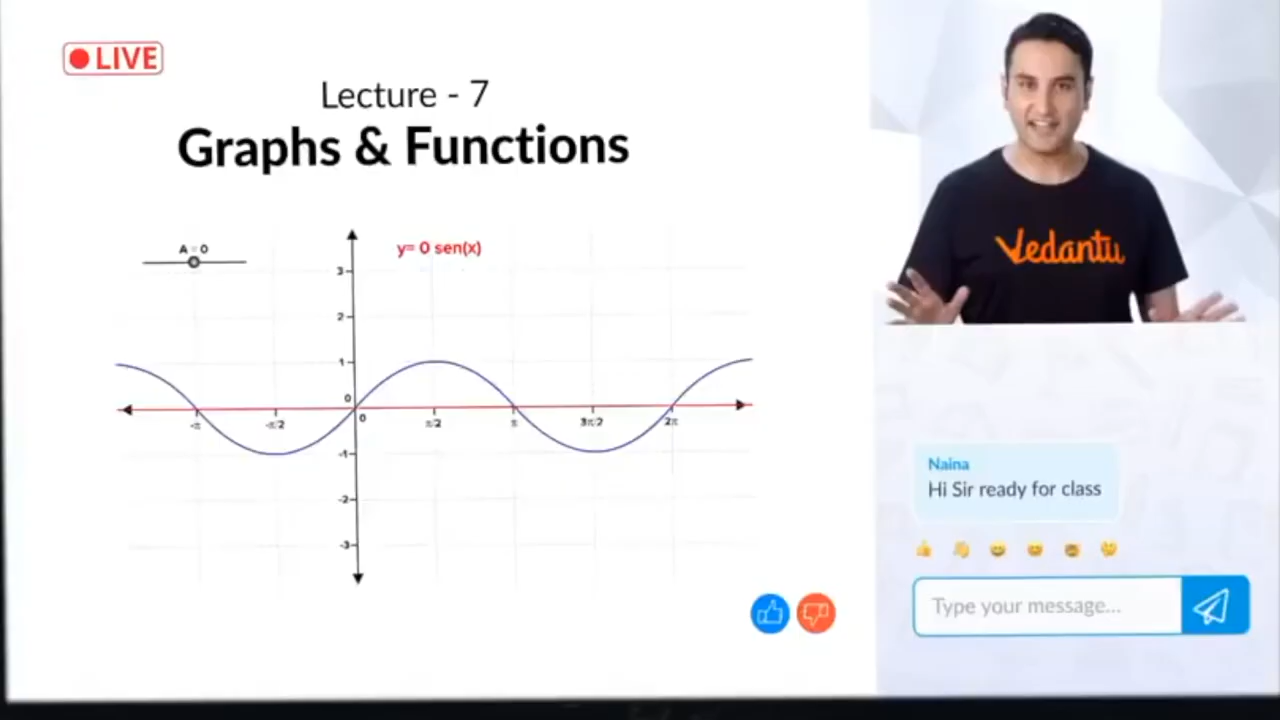 LIVE
Lecture - 7
Graphs & Functions
A = 0
y= 0 sen(x)
3
2
1
0
-π
-π/2
0
π/2
π
3π/2
2π
-1
-2
-3
Vedantu
Naina
Hi Sir ready for class
Type your message...